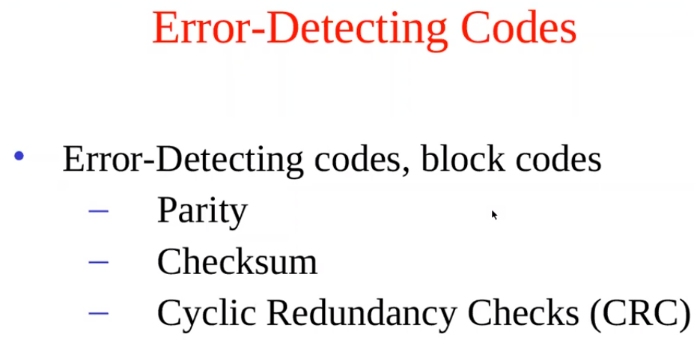 Error-Detecting Codes
• Error-Detecting codes, block codes
– Parity
– Checksum
– Cyclic Redundancy Checks (CRC)